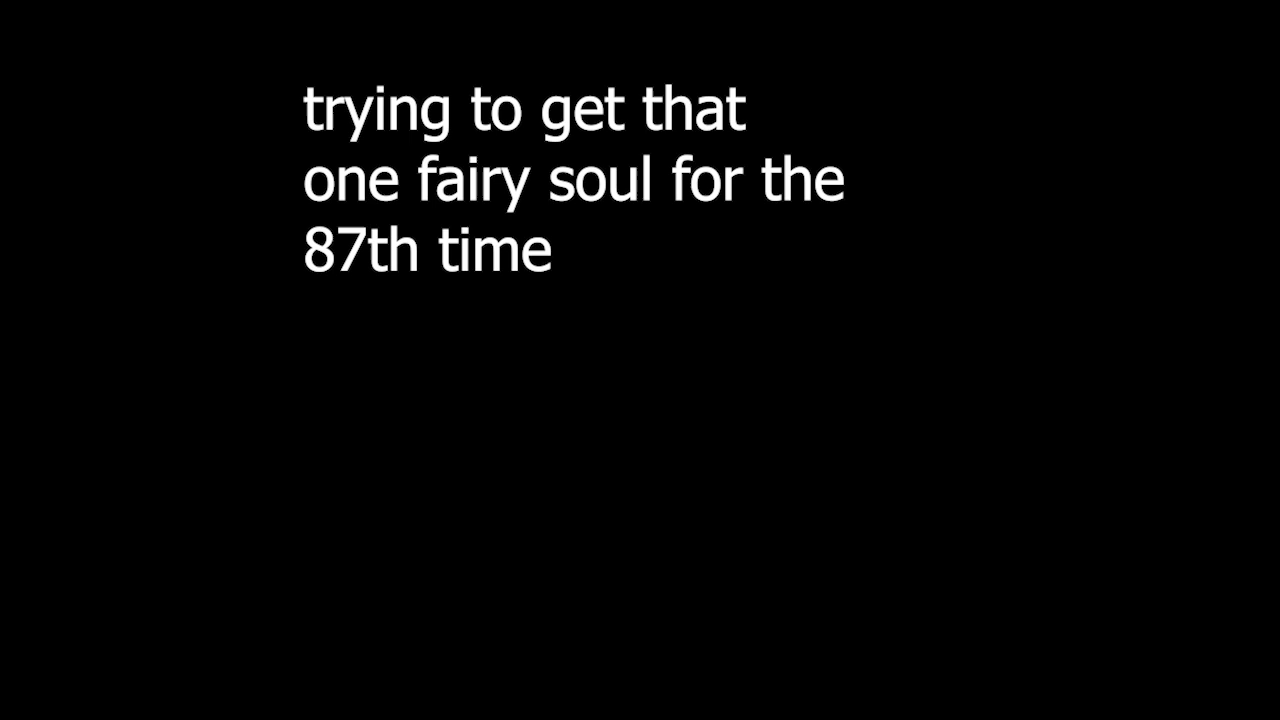 trying to get that
one fairy soul for the
87th time